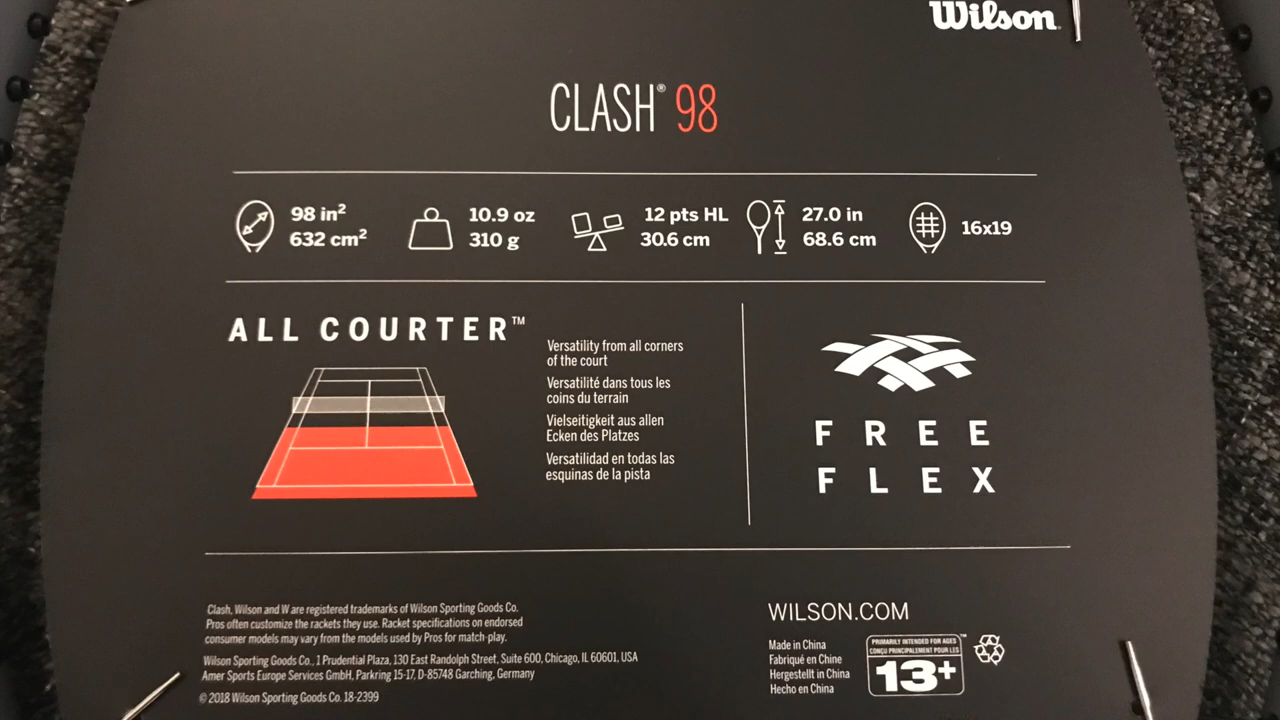 Wilson.
CLASH® 98
98 in²
632 cm²
10.9 oz
310 g
12 pts HL
30.6 cm
27.0 in
68.6 cm
16x19
ALL COURTER™
Versatility from all corners
of the court
Versatilité dans tous les
coins du terrain
Vielseitigkeit aus allen
Ecken des Platzes
Versatilidad en todas las
esquinas de la pista
FREE
FLEX
Clash, Wilson and W are registered trademarks of Wilson Sporting Goods Co.
Pros often customize the rackets they use. Racket specifications on endorsed
consumer models may vary from the models used by Pros for match-play.
Wilson Sporting Goods Co., 1 Prudential Plaza, 130 East Randolph Street, Suite 600, Chicago, IL 60601, USA
Amer Sports Europe Services GmbH, Parkring 15-17, D-85748 Garching, Germany
© 2018 Wilson Sporting Goods Co. 18-2399
WILSON.COM
Made in China
Fabriqué en Chine
Hergestellt in China
Hecho en China
PRIMARILY INTENDED FOR AGES
CONÇU PRINCIPALEMENT POUR LES
13+™